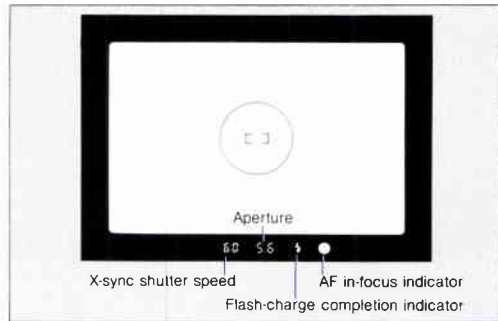 Aperture
60 5.6
X-sync shutter speed
AF in-focus indicator
Flash-charge completion indicator